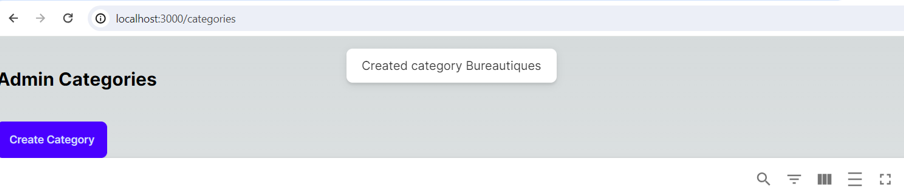 localhost:3000/categories
Created category Bureautiques
Admin Categories
Create Category